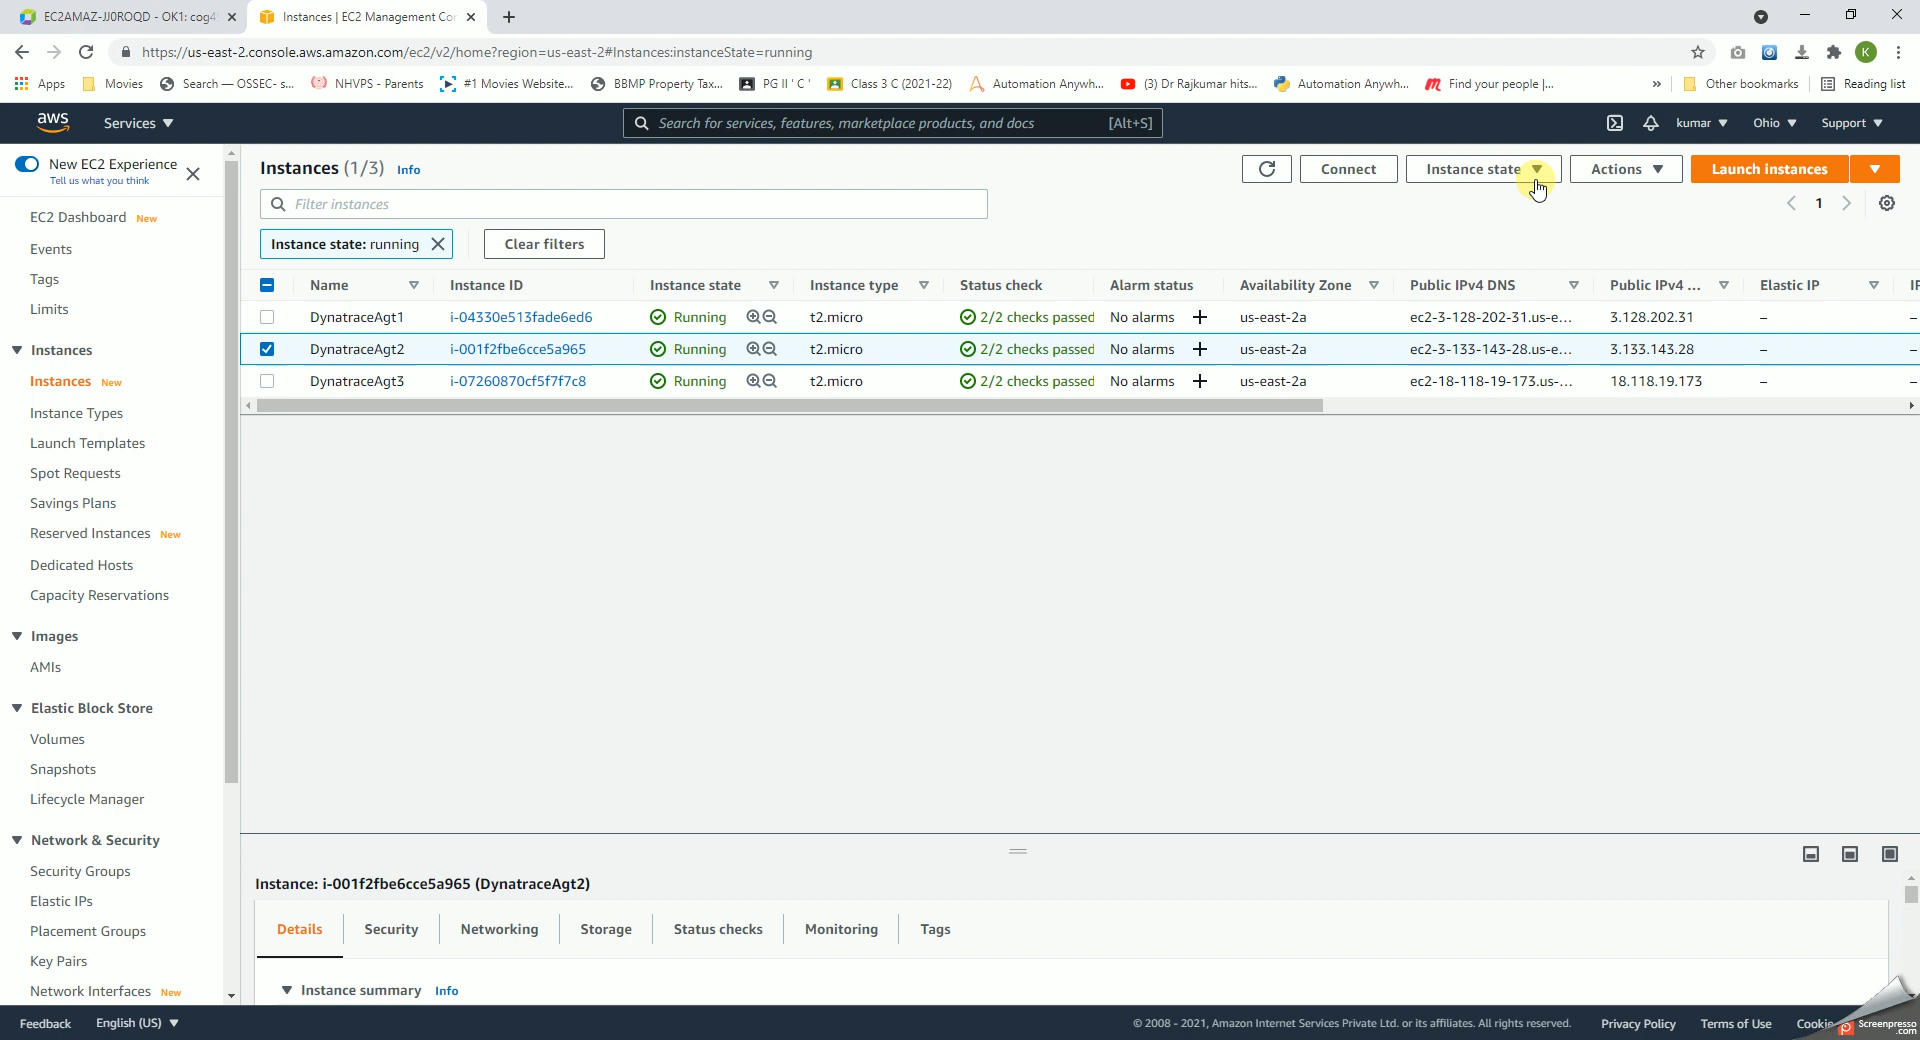 EC2AMAZ-JJ0ROQD - OK1: cog4
Instances | EC2 Management Cor
https://us-east-2.console.aws.amazon.com/ec2/v2/home?region=us-east-2#Instances:instanceState=running
K
Apps Movies Search — OSSEC- s... NHVPS - Parents #1 Movies Website... BBMP Property Tax... PG II ' C ' Class 3 C (2021-22) Automation Anywh... (3) Dr Rajkumar hits... Automation Anywh... Find your people |... » Other bookmarks Reading list
aws Services Search for services, features, marketplace products, and docs [Alt+S] kumar Ohio Support
New EC2 Experience
Tell us what you think
EC2 Dashboard New
Events
Tags
Limits
Instances
Instances New
Instance Types
Launch Templates
Spot Requests
Savings Plans
Reserved Instances New
Dedicated Hosts
Capacity Reservations
Images
AMIs
Elastic Block Store
Volumes
Snapshots
Lifecycle Manager
Network & Security
Security Groups
Elastic IPs
Placement Groups
Key Pairs
Network Interfaces New
Instances (1/3) Info
Connect Instance state Actions Launch instances
Filter instances
1
Instance state: running Clear filters
Name Instance ID Instance state Instance type Status check Alarm status Availability Zone Public IPv4 DNS Public IPv4 ... Elastic IP IP
DynatraceAgt1 i-04330e513fade6ed6 Running t2.micro 2/2 checks passed No alarms + us-east-2a ec2-3-128-202-31.us-e... 3.128.202.31 – –
DynatraceAgt2 i-001f2fbe6cce5a965 Running t2.micro 2/2 checks passed No alarms + us-east-2a ec2-3-133-143-28.us-e... 3.133.143.28 – –
DynatraceAgt3 i-07260870cf5f7f7c8 Running t2.micro 2/2 checks passed No alarms + us-east-2a ec2-18-118-19-173.us-... 18.118.19.173 – –
Instance: i-001f2fbe6cce5a965 (DynatraceAgt2)
Details Security Networking Storage Status checks Monitoring Tags
Instance summary Info
Feedback English (US) © 2008 - 2021, Amazon Internet Services Private Ltd. or its affiliates. All rights reserved. Privacy Policy Terms of Use Cookie
Screenpresso
.com